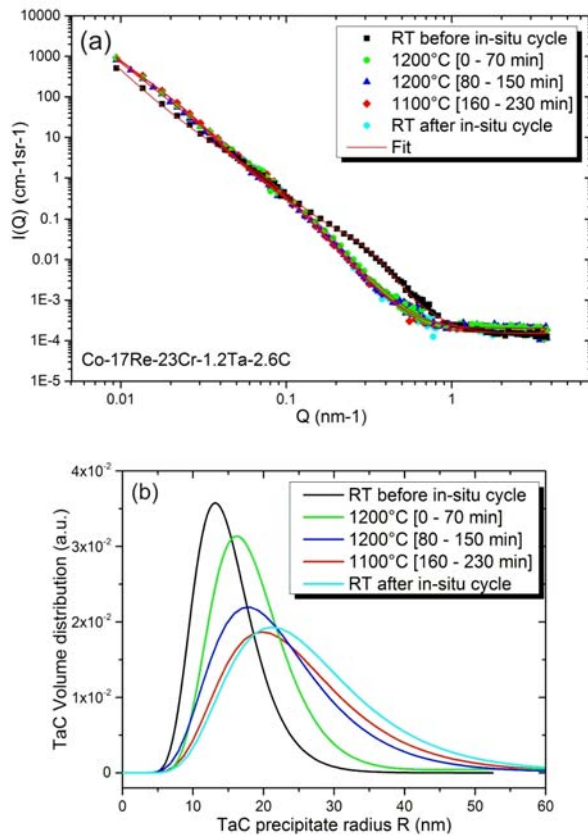 (a)
10000
1000
100
10
1
0.1
0.01
1E-3
1E-4
1E-5
I(Q) (cm-1sr-1)
RT before in-situ cycle
1200°C [0 - 70 min]
1200°C [80 - 150 min]
1100°C [160 - 230 min]
RT after in-situ cycle
Fit
Co-17Re-23Cr-1.2Ta-2.6C
0.01 0.1 1
Q (nm-1)
(b)
4x10-2
3x10-2
2x10-2
1x10-2
0
TaC Volume distribution (a.u.)
RT before in-situ cycle
1200°C [0 - 70 min]
1200°C [80 - 150 min]
1100°C [160 - 230 min]
RT after in-situ cycle
0 10 20 30 40 50 60
TaC precipitate radius R (nm)